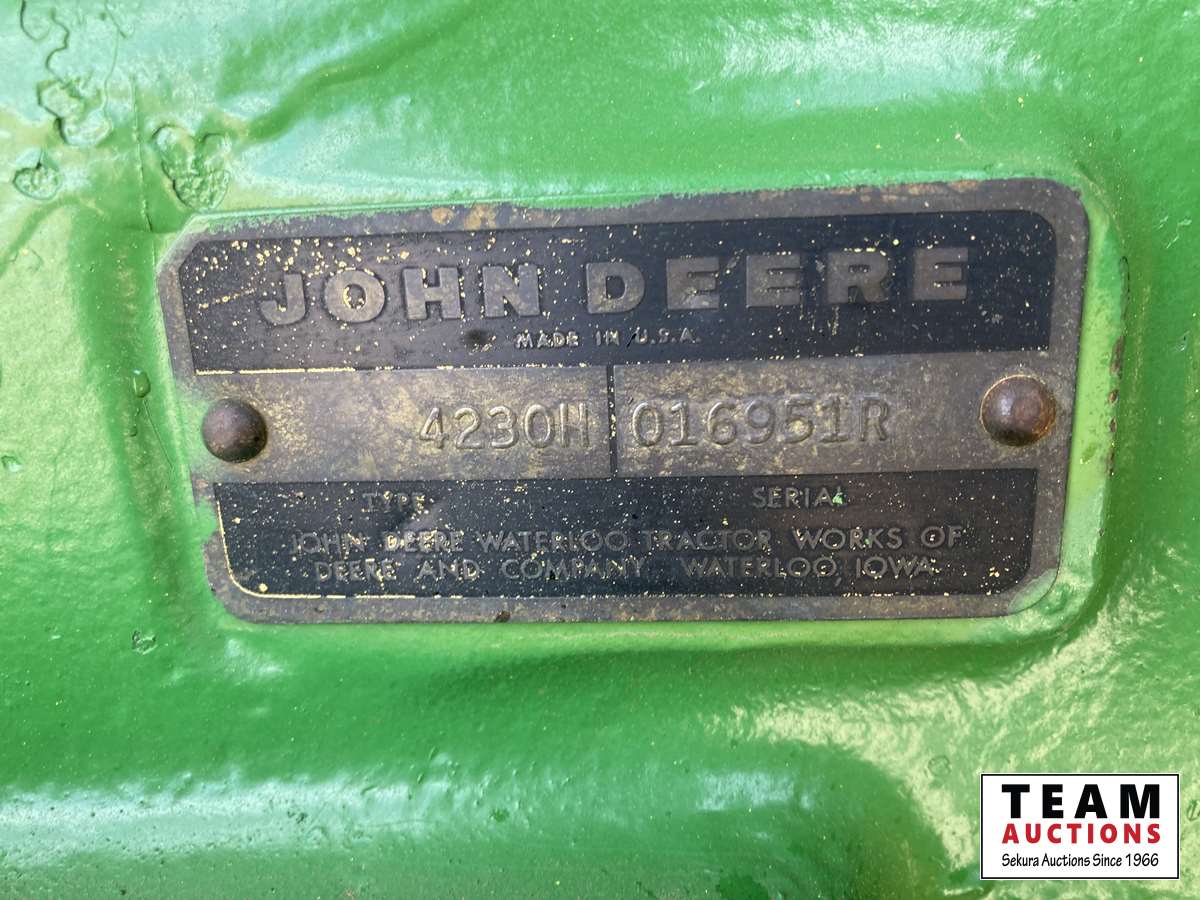 JOHN DEERE
MADE IN U.S.A.
4230H 016951R
TYPE SERIAL
JOHN DEERE WATERLOO TRACTOR WORKS OF
DEERE AND COMPANY, WATERLOO, IOWA
TEAM
AUCTIONS
Sekura Auctions Since 1966